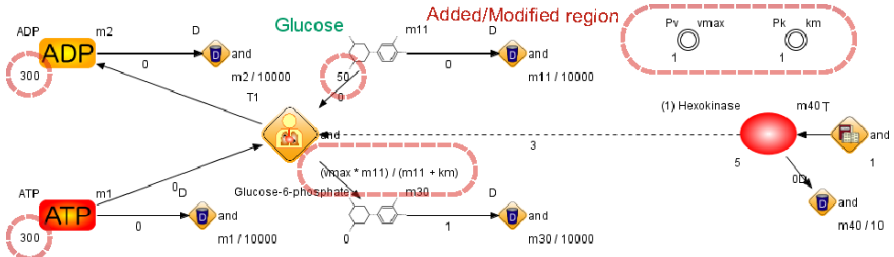 Glucose
Added/Modified region
ADP
m2
D
m11
D
Pv
vmax
Pk
km
ADP
D
and
D
and
300
0
50
0
1
1
m2 / 10000
0
m11 / 10000
T1
(1) Hexokinase
m40
T
and
3
and
5
1
(vmax * m11) / (m11 + km)
0
Glucose-6-phosphate
m30
D
0
D
ATP
m1
D
D
and
ATP
D
and
D
and
300
0
m1 / 10000
0
1
m30 / 10000
m40 / 10